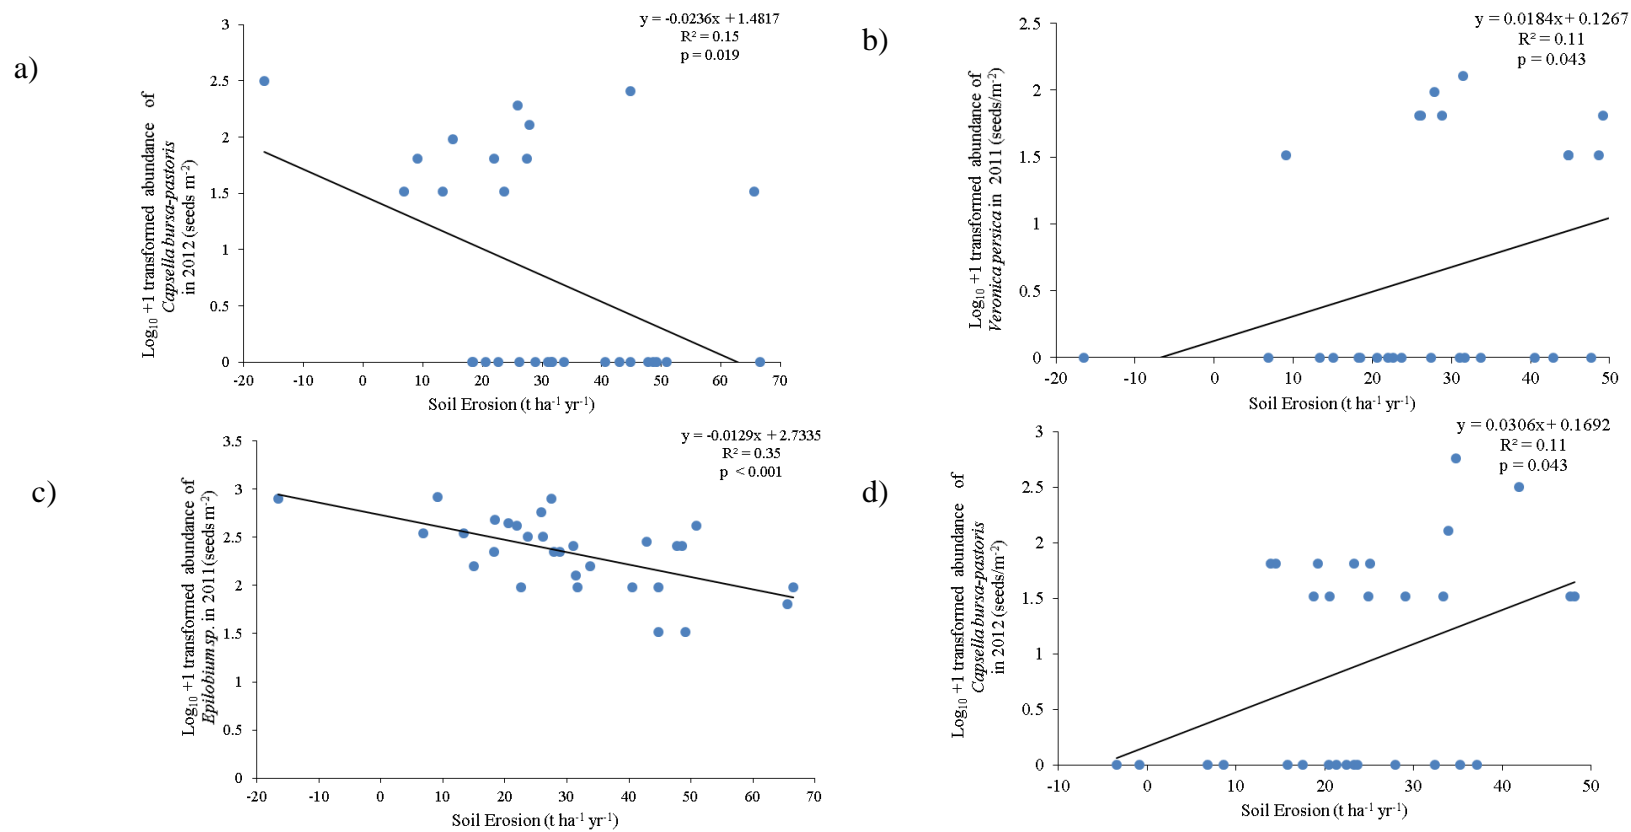 a)
y = -0.0236x + 1.4817
R² = 0.15
p = 0.019
Log₁₀ +1 transformed abundance of
Capsella bursa-pastoris
in 2012 (seeds m⁻²)
3
2.5
2
1.5
1
0.5
0
-20 -10 0 10 20 30 40 50 60 70
Soil Erosion (t ha⁻¹ yr⁻¹)
b)
y = 0.0184x + 0.1267
R² = 0.11
p = 0.043
Log₁₀ +1 transformed abundance of
Veronica persica in 2011 (seeds/m⁻²)
2.5
2
1.5
1
0.5
0
-20 -10 0 10 20 30 40 50
Soil Erosion (t ha⁻¹ yr⁻¹)
c)
y = -0.0129x + 2.7335
R² = 0.35
p < 0.001
Log₁₀ +1 transformed abundance of
Epilobium sp. in 2011 (seeds m⁻²)
3.5
3
2.5
2
1.5
1
0.5
0
-20 -10 0 10 20 30 40 50 60 70
Soil Erosion (t ha⁻¹ yr⁻¹)
d)
y = 0.0306x + 0.1692
R² = 0.11
p = 0.043
Log₁₀ +1 transformed abundance of
Capsella bursa-pastoris
in 2012 (seeds/m⁻²)
3
2.5
2
1.5
1
0.5
0
-10 0 10 20 30 40 50
Soil Erosion (t ha⁻¹ yr⁻¹)